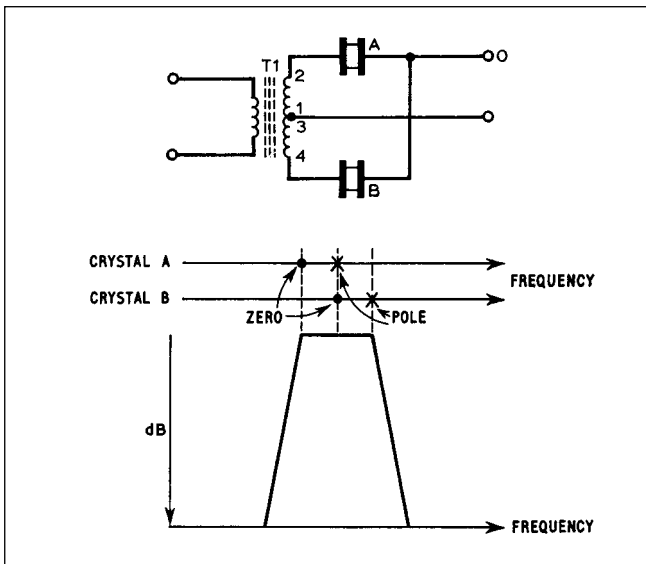 A
O
T1
2
1
3
4
B
CRYSTAL A
FREQUENCY
CRYSTAL B
ZERO
POLE
dB
FREQUENCY